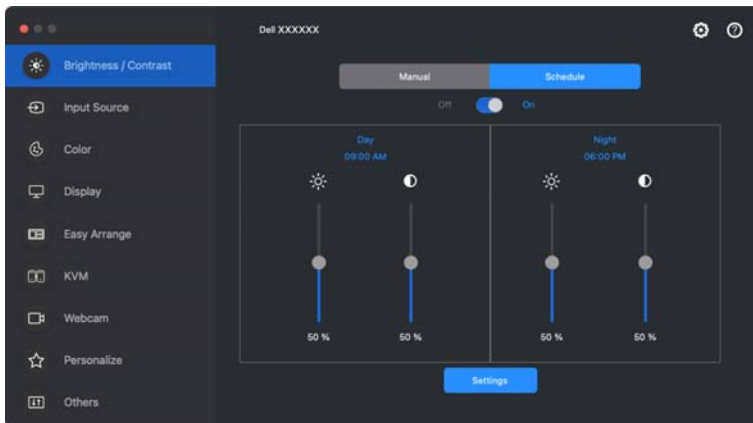 Dell XXXXXX
Brightness / Contrast
Input Source
Color
Display
Easy Arrange
KVM
Webcam
Personalize
Others
Manual Schedule
Off On
Day Night
09:00 AM 06:00 PM
50 % 50 % 50 % 50 %
Settings